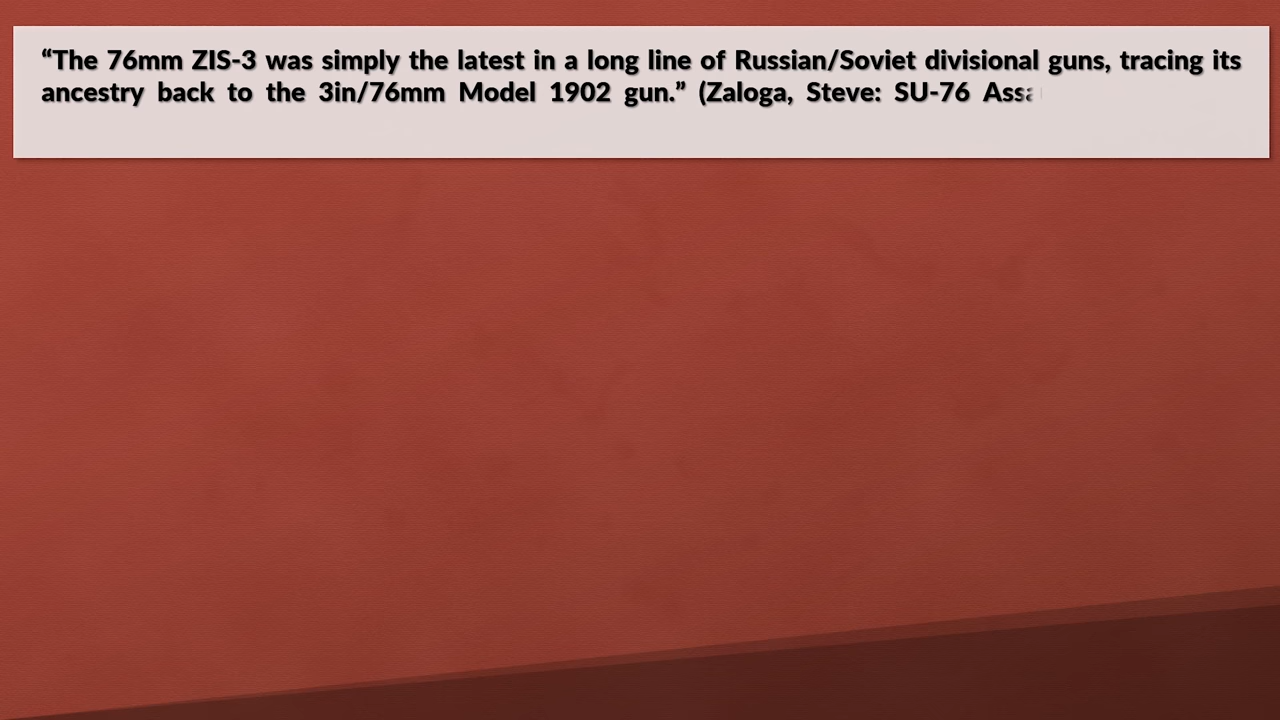 “The 76mm ZIS-3 was simply the latest in a long line of Russian/Soviet divisional guns, tracing its
ancestry back to the 3in/76mm Model 1902 gun.” (Zaloga, Steve: SU-76